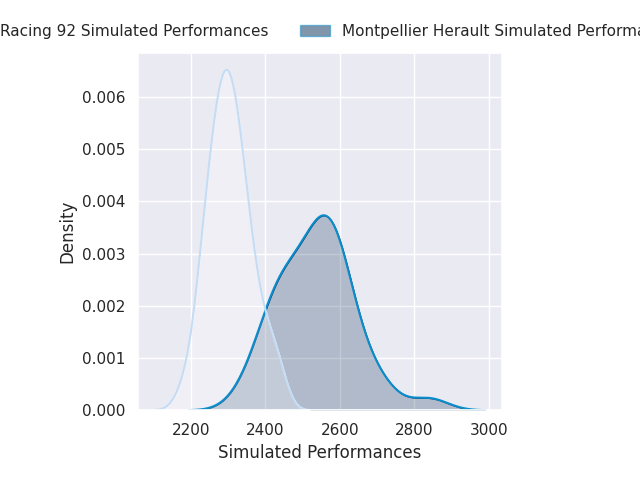 Racing 92 Simulated Performances
Montpellier Herault Simulated Performa
0.006
0.005
0.004
0.003
0.002
0.001
0.000
Density
2200 2400 2600 2800 3000
Simulated Performances